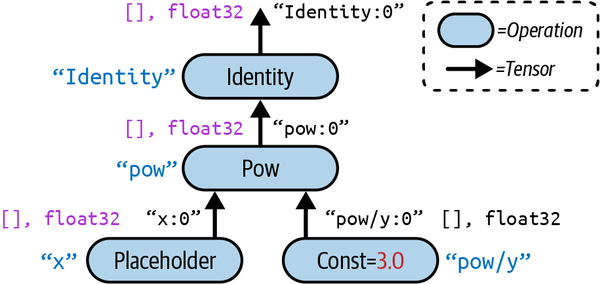 [], float32 “Identity:0”
=Operation
“Identity” Identity
=Tensor
[], float32 “pow:0”
“pow” Pow
[], float32 “x:0” “pow/y:0” [], float32
“x” Placeholder Const=3.0 “pow/y”